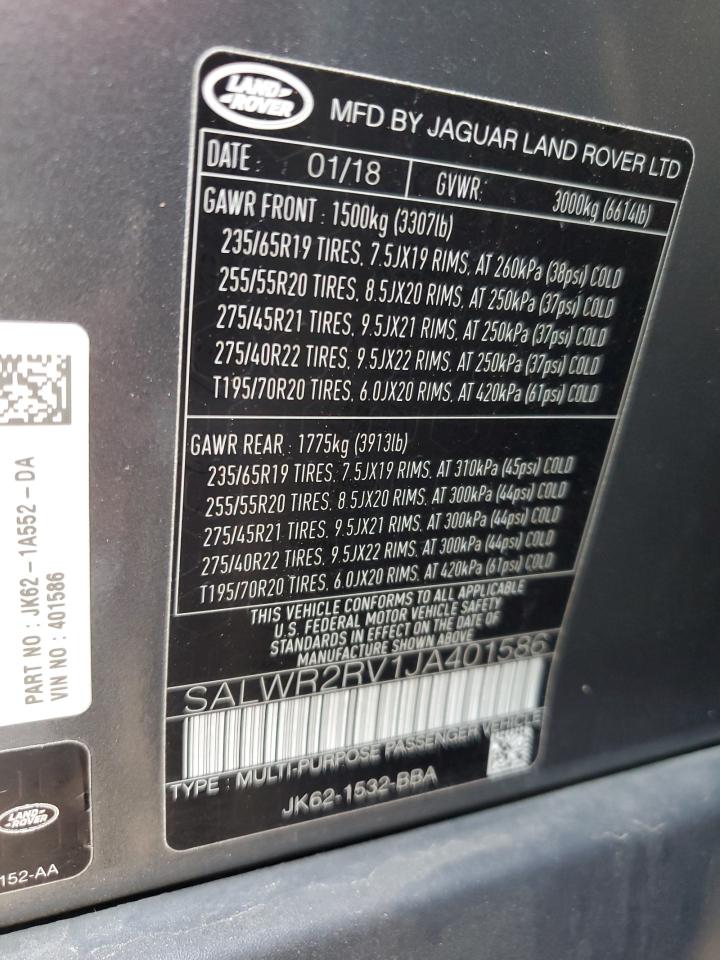 LAND ROVER
MFD BY JAGUAR LAND ROVER LTD
DATE: 01/18 GVWR: 3000kg (6614lb)
GAWR FRONT : 1500kg (3307lb)
235/65R19 TIRES, 7.5JX19 RIMS, AT 260kPa (38psi) COLD
255/55R20 TIRES, 8.5JX20 RIMS, AT 250kPa (37psi) COLD
275/45R21 TIRES, 9.5JX21 RIMS, AT 250kPa (37psi) COLD
275/40R22 TIRES, 9.5JX22 RIMS, AT 250kPa (37psi) COLD
T195/70R20 TIRES, 6.0JX20 RIMS, AT 420kPa (61psi) COLD
GAWR REAR : 1775kg (3913lb)
235/65R19 TIRES, 7.5JX19 RIMS, AT 310kPa (45psi) COLD
255/55R20 TIRES, 8.5JX20 RIMS, AT 300kPa (44psi) COLD
275/45R21 TIRES, 9.5JX21 RIMS, AT 300kPa (44psi) COLD
275/40R22 TIRES, 9.5JX22 RIMS, AT 300kPa (44psi) COLD
T195/70R20 TIRES, 6.0JX20 RIMS, AT 420kPa (61psi) COLD
THIS VEHICLE CONFORMS TO ALL APPLICABLE
U.S. FEDERAL MOTOR VEHICLE SAFETY
STANDARDS IN EFFECT ON THE DATE OF
MANUFACTURE SHOWN ABOVE
SALWR2RV1JA401586
TYPE : MULTI-PURPOSE PASSENGER VEHICLE
JK62-1532-BBA
PART NO : JK62-1A552-DA
VIN NO : 401586
LAND ROVER
152-AA